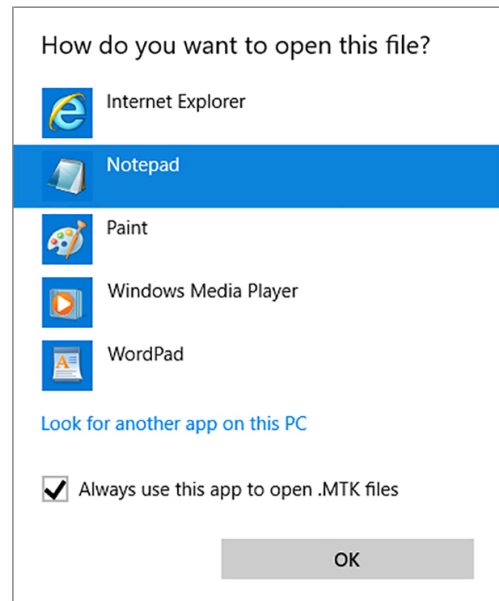 How do you want to open this file?
Internet Explorer
Notepad
Paint
Windows Media Player
WordPad
Look for another app on this PC
Always use this app to open .MTK files
OK